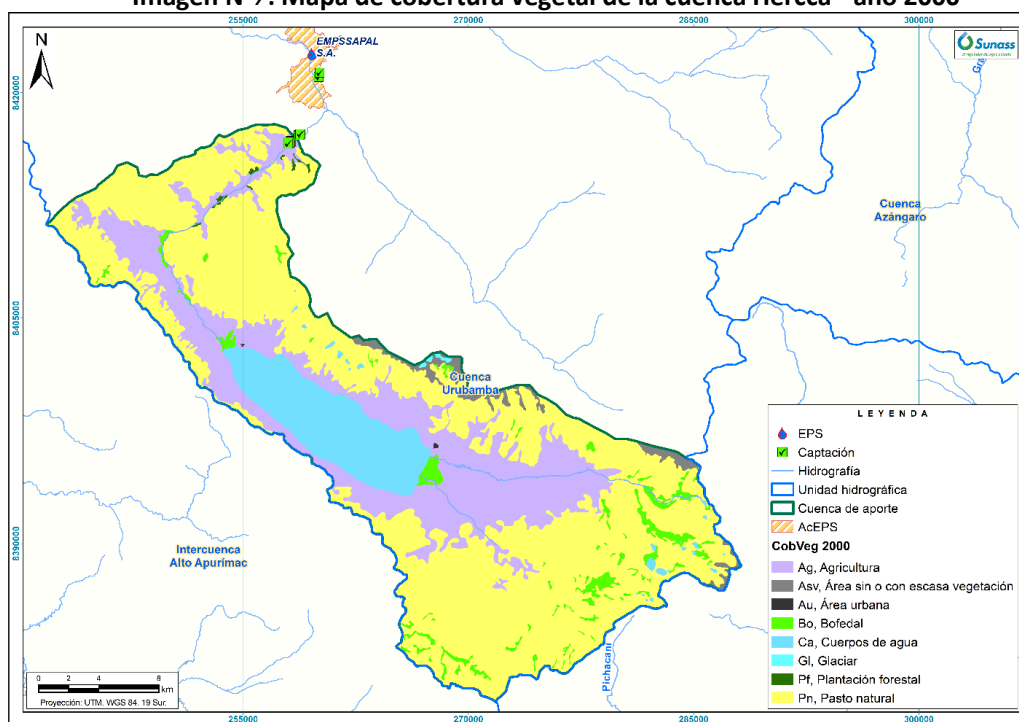 Imagen N°7: Mapa de cobertura vegetal de la cuenca Hercca - año 2000
255000
270000
285000
300000
N
EMPSSAPAL
S.A.
Sunass
8420000
8405000
8390000
Cuenca
Azángaro
Cuenca
Urubamba
Intercuenca
Alto Apurímac
Pichacani
LEYENDA
EPS
Captación
Hidrografía
Unidad hidrográfica
Cuenca de aporte
AcEPS
CobVeg 2000
Ag, Agricultura
Asv, Área sin o con escasa vegetación
Au, Área urbana
Bo, Bofedal
Ca, Cuerpos de agua
Gl, Glaciar
Pf, Plantación forestal
Pn, Pasto natural
0 2 4 8
km
Proyección: UTM. WGS 84. 19 Sur.
255000
270000
285000
300000